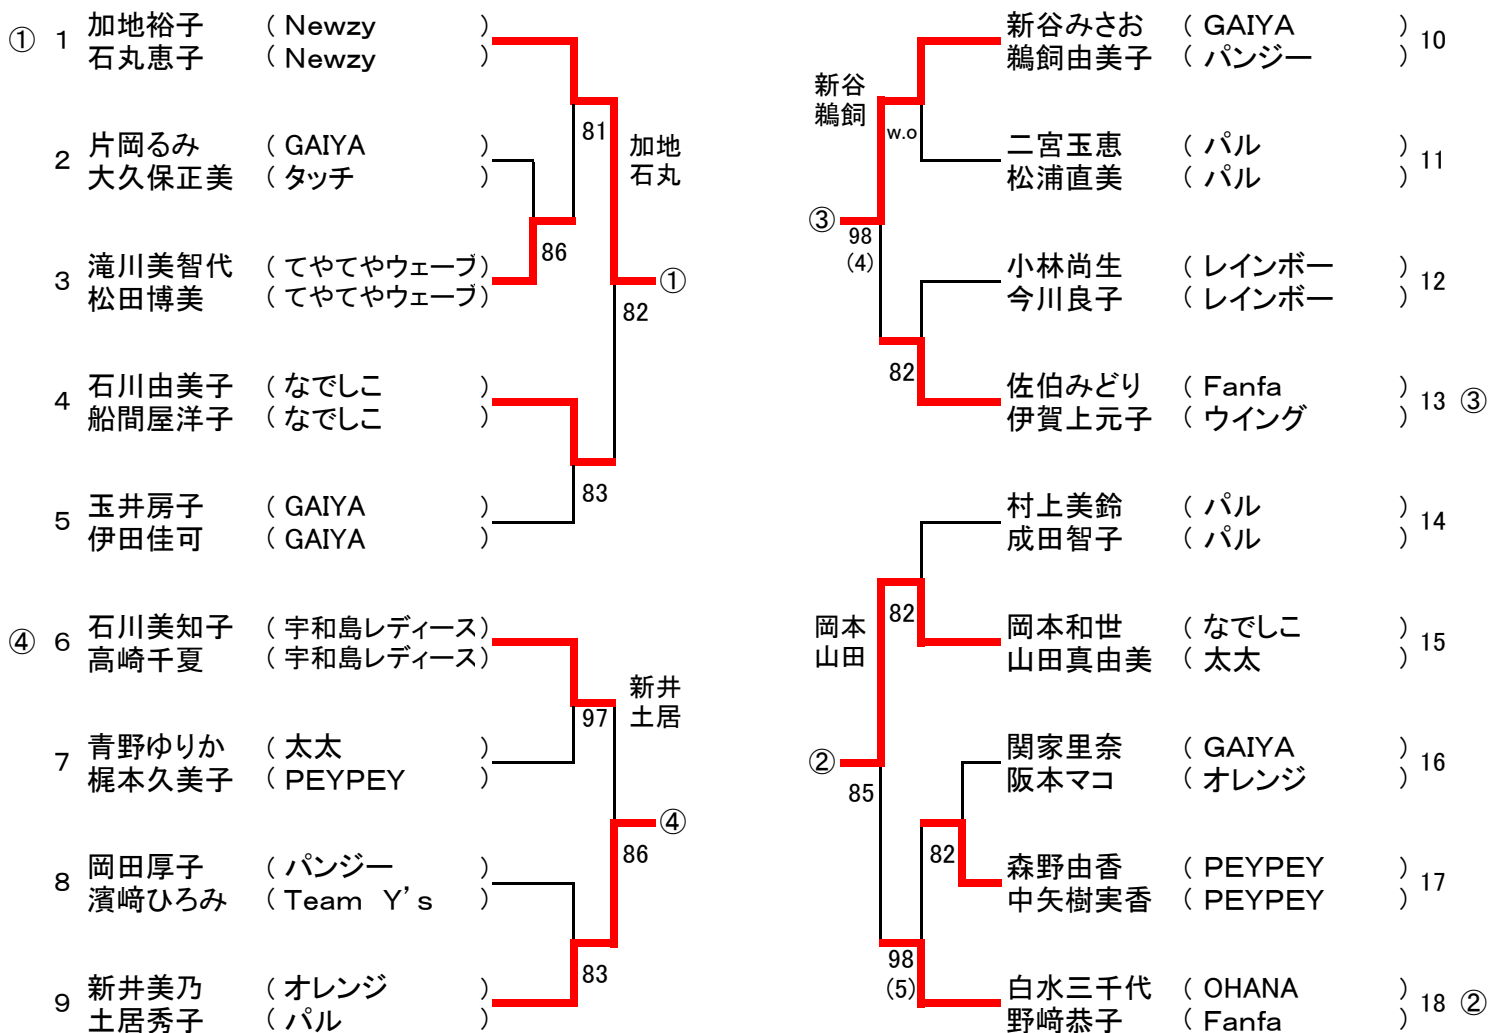 ① 1 加地裕子 ( Newzy )
石丸恵子 ( Newzy )
81
加地
石丸
2 片岡るみ ( GAIYA )
大久保正美 ( タッチ )
86
3 滝川美智代 ( てやてやウェーブ )
松田博美 ( てやてやウェーブ )
①
82
4 石川由美子 ( なでしこ )
船間屋洋子 ( なでしこ )
83
5 玉井房子 ( GAIYA )
伊田佳可 ( GAIYA )
④ 6 石川美知子 ( 宇和島レディース )
高崎千夏 ( 宇和島レディース )
新井
土居
97
7 青野ゆりか ( 太太 )
梶本久美子 ( PEYPEY )
④
86
8 岡田厚子 ( パンジー )
濱﨑ひろみ ( Team Y's )
83
9 新井美乃 ( オレンジ )
土居秀子 ( パル )
新谷みさお ( GAIYA ) 10
鵜飼由美子 ( パンジー )
新谷
鵜飼
w.o
二宮玉恵 ( パル ) 11
松浦直美 ( パル )
③
98
(4)
小林尚生 ( レインボー ) 12
今川良子 ( レインボー )
82
佐伯みどり ( Fanfa ) 13 ③
伊賀上元子 ( ウイング )
村上美鈴 ( パル ) 14
成田智子 ( パル )
82
岡本
山田
岡本和世 ( なでしこ ) 15
山田真由美 ( 太太 )
②
85
関家里奈 ( GAIYA ) 16
阪本マコ ( オレンジ )
82
森野由香 ( PEYPEY ) 17
中矢樹実香 ( PEYPEY )
98
(5)
白水三千代 ( OHANA ) 18 ②
野﨑恭子 ( Fanfa )